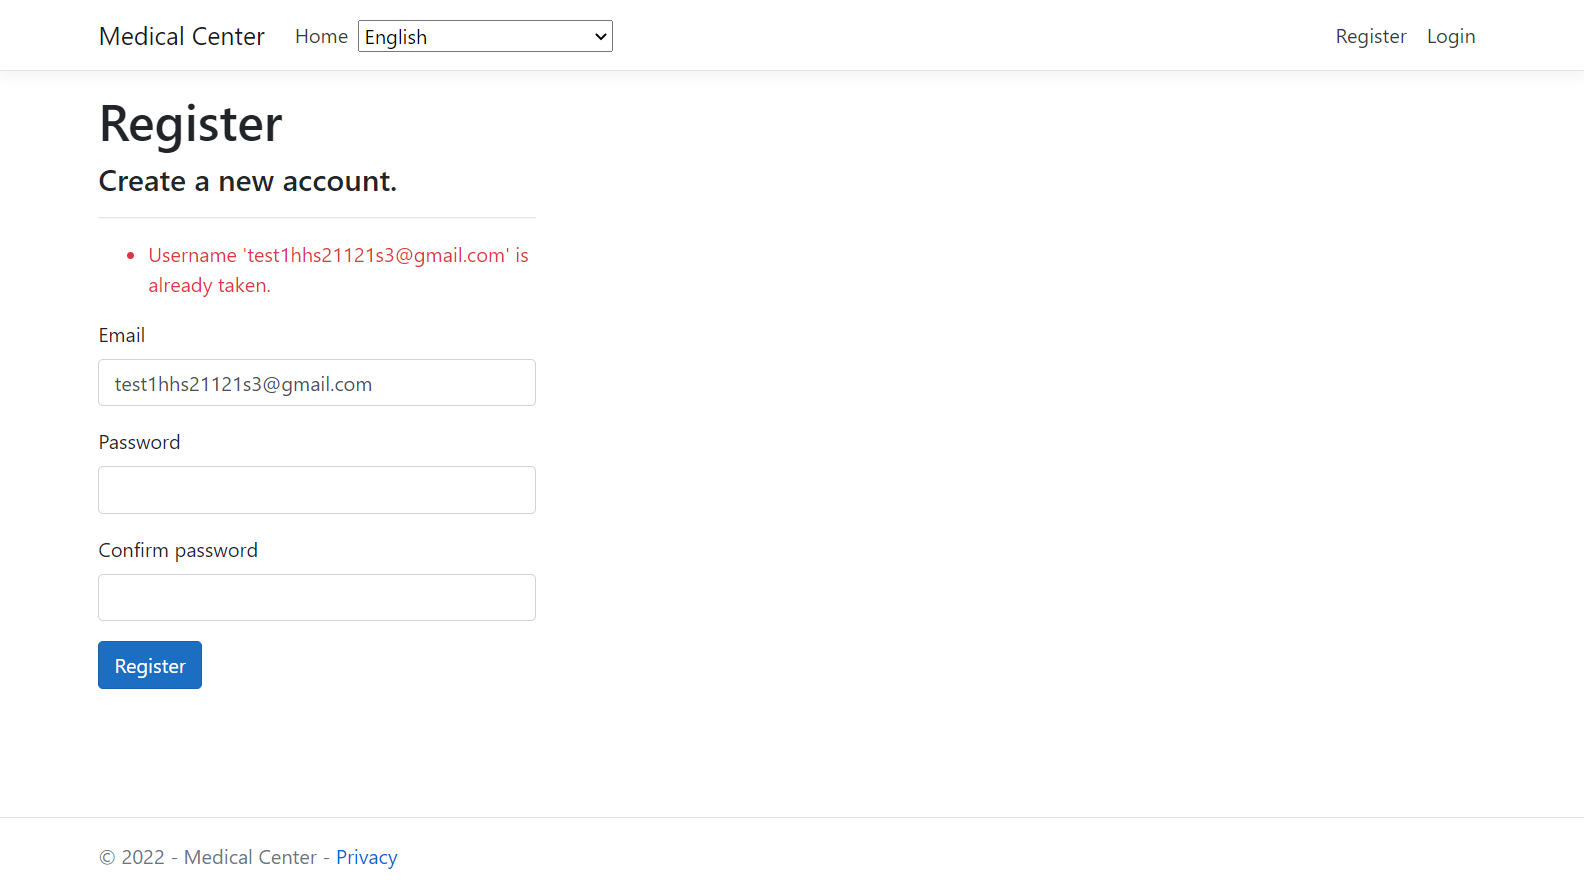 Medical Center Home English Register Login
Register
Create a new account.
Username 'test1hhs21121s3@gmail.com' is
already taken.
Email
test1hhs21121s3@gmail.com
Password
Confirm password
Register
© 2022 - Medical Center - Privacy